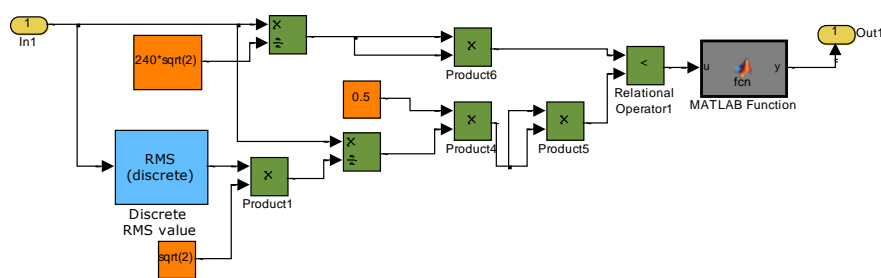 1
In1
×
÷
240*sqrt(2)
×
Product6
<
Relational
Operator1
u
fcn
y
MATLAB Function
1
Out1
0.5
×
Product4
×
Product5
×
÷
RMS
(discrete)
Discrete
RMS value
×
Product1
sqrt(2)